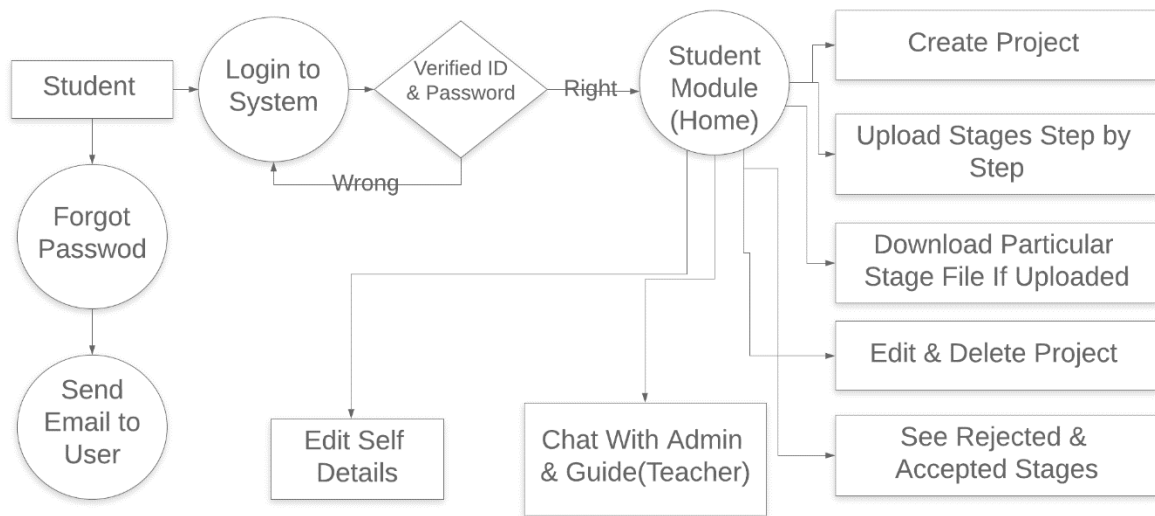 Student
Login to
System
Verified ID
& Password
Right
Wrong
Student
Module
(Home)
Forgot
Passwod
Send
Email to
User
Edit Self
Details
Chat With Admin
& Guide(Teacher)
Create Project
Upload Stages Step by
Step
Download Particular
Stage File If Uploaded
Edit & Delete Project
See Rejected &
Accepted Stages